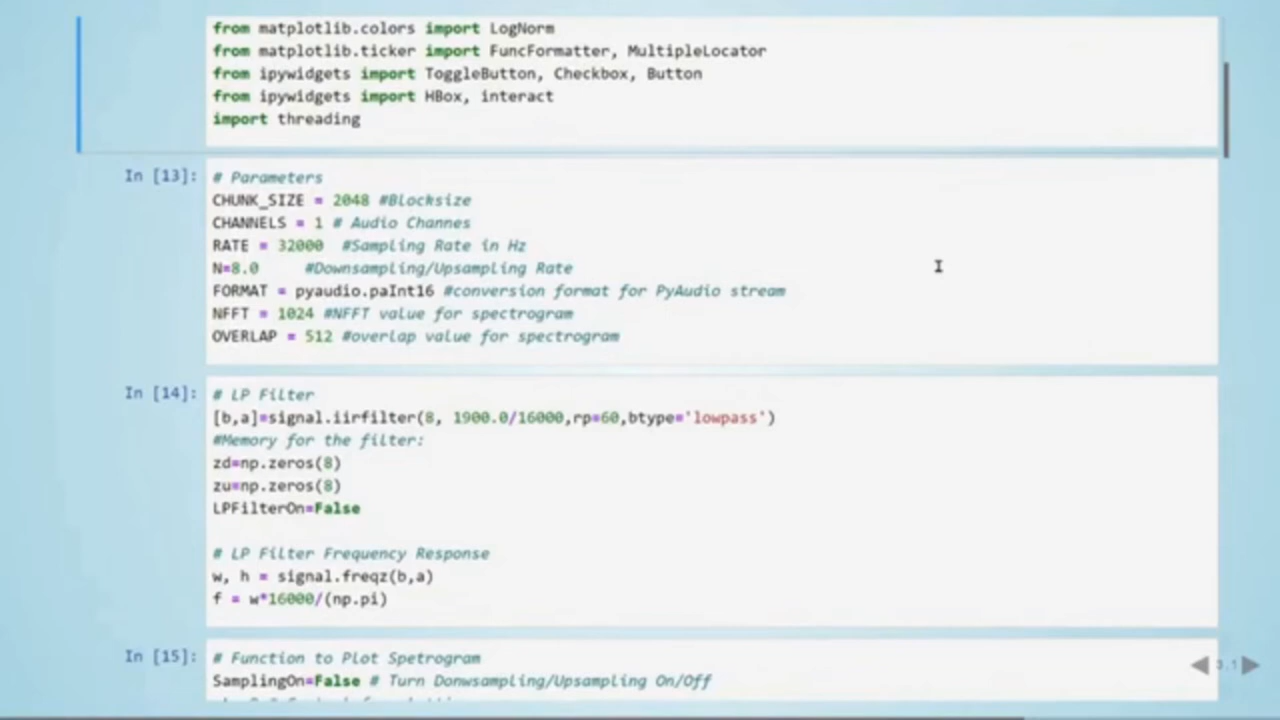 from matplotlib.colors import LogNorm
from matplotlib.ticker import FuncFormatter, MultipleLocator
from ipywidgets import ToggleButton, Checkbox, Button
from ipywidgets import HBox, interact
import threading
In [13]:
# Parameters
CHUNK_SIZE = 2048 #Blocksize
CHANNELS = 1 # Audio Channes
RATE = 32000  #Sampling Rate in Hz
N=8.0     #Downsampling/Upsampling Rate
FORMAT = pyaudio.paInt16 #conversion format for PyAudio stream
NFFT = 1024 #NFFT value for spectrogram
OVERLAP = 512 #overlap value for spectrogram
In [14]:
# LP Filter
[b,a]=signal.iirfilter(8, 1900.0/16000,rp=60,btype='lowpass')
#Memory for the filter:
zd=np.zeros(8)
zu=np.zeros(8)
LPFilterOn=False
# LP Filter Frequency Response
w, h = signal.freqz(b,a)
f = w*16000/(np.pi)
In [15]:
# Function to Plot Spetrogram
SamplingOn=False # Turn Donwsampling/Upsampling On/Off
3.1